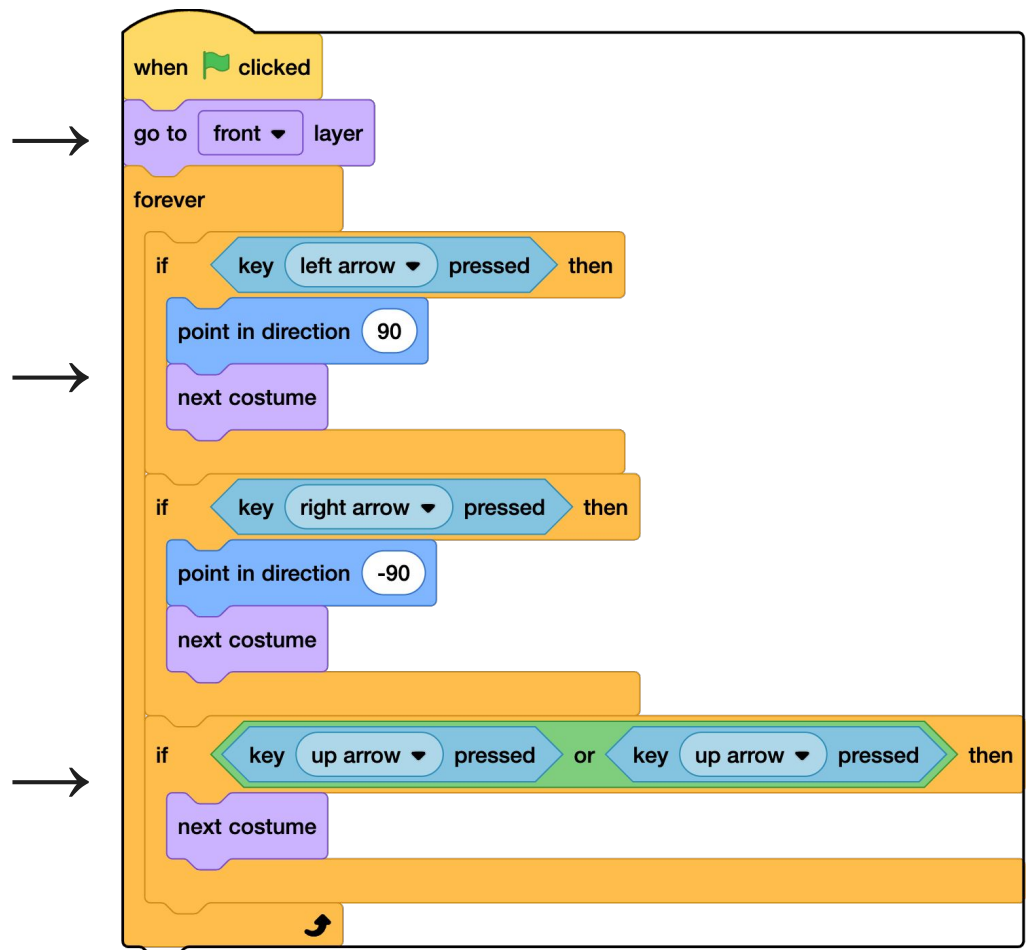 when clicked
go to front layer
forever
if key left arrow pressed then
point in direction 90
next costume
if key right arrow pressed then
point in direction -90
next costume
if key up arrow pressed or key up arrow pressed then
next costume